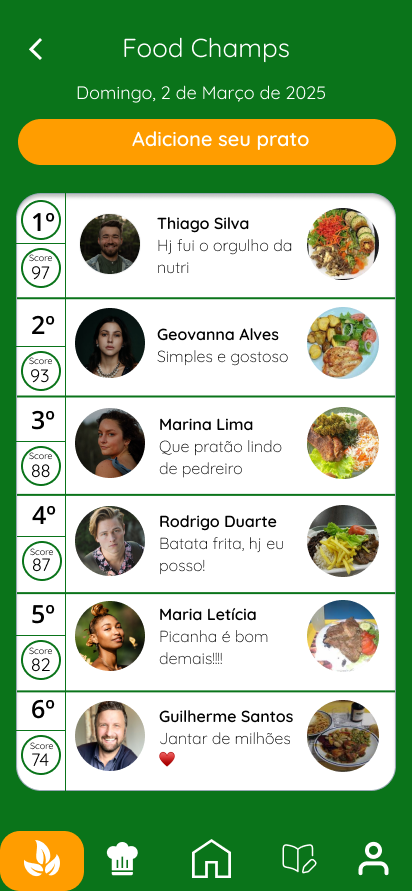 Food Champs
Domingo, 2 de Março de 2025
Adicione seu prato
1º
Score
97
Thiago Silva
Hj fui o orgulho da
nutri
2º
Score
93
Geovanna Alves
Simples e gostoso
3º
Score
88
Marina Lima
Que pratão lindo
de pedreiro
4º
Score
87
Rodrigo Duarte
Batata frita, hj eu
posso!
5º
Score
82
Maria Letícia
Picanha é bom
demais!!!!
6º
Score
74
Guilherme Santos
Jantar de milhões
♥️